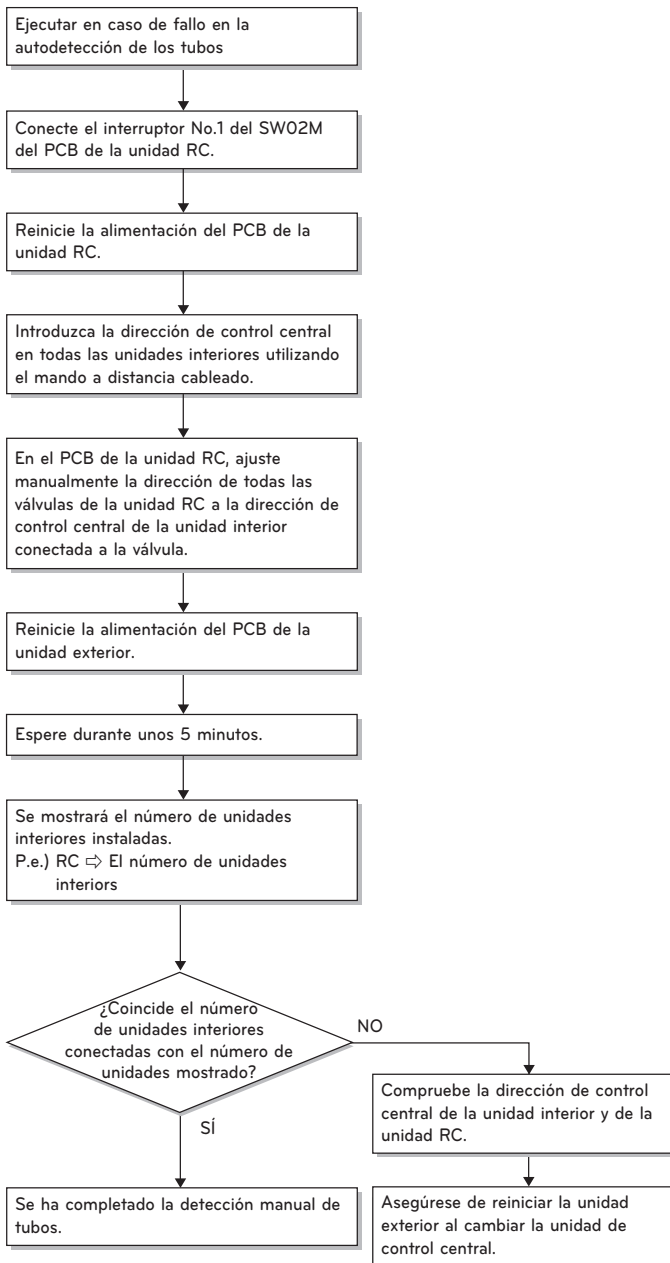 Ejecutar en caso de fallo en la
autodetección de los tubos
Conecte el interruptor No.1 del SW02M
del PCB de la unidad RC.
Reinicie la alimentación del PCB de la
unidad RC.
Introduzca la dirección de control central
en todas las unidades interiores utilizando
el mando a distancia cableado.
En el PCB de la unidad RC, ajuste
manualmente la dirección de todas las
válvulas de la unidad RC a la dirección de
control central de la unidad interior
conectada a la válvula.
Reinicie la alimentación del PCB de la
unidad exterior.
Espere durante unos 5 minutos.
Se mostrará el número de unidades
interiores instaladas.
P.e.) RC ⇨ El número de unidades
interiors
¿Coincide el número
de unidades interiores
conectadas con el número de
unidades mostrado?
NO
SÍ
Compruebe la dirección de control
central de la unidad interior y de la
unidad RC.
Se ha completado la detección manual de
tubos.
Asegúrese de reiniciar la unidad
exterior al cambiar la unidad de
control central.